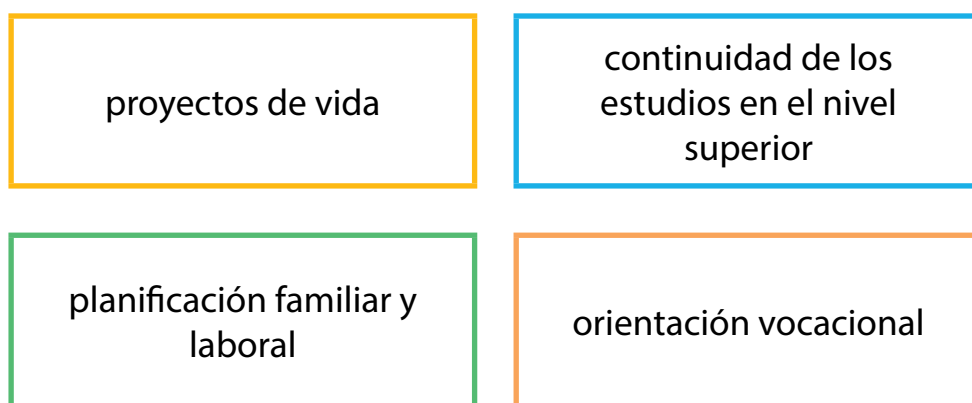 proyectos de vida
continuidad de los
estudios en el nivel
superior
planificación familiar y
laboral
orientación vocacional